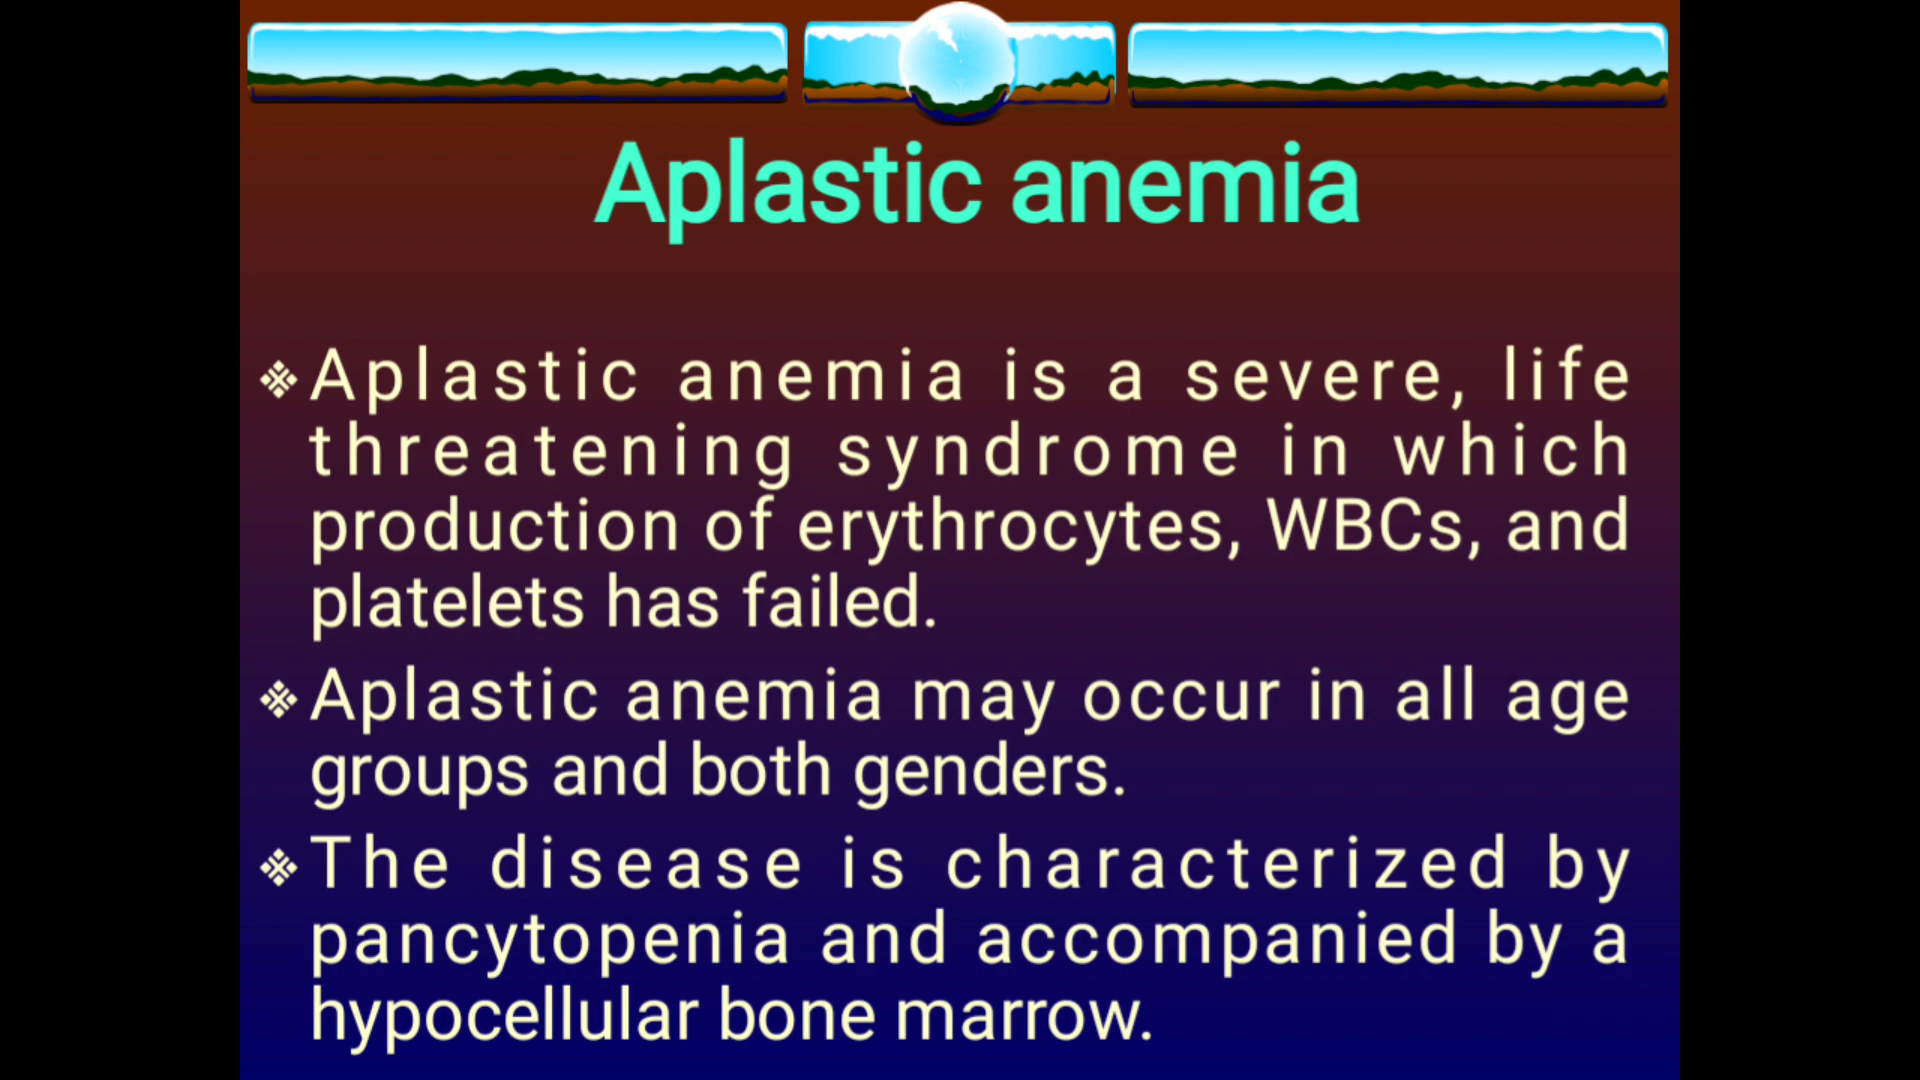 Aplastic anemia
❖ Aplastic anemia is a severe, life
threatening syndrome in which
production of erythrocytes, WBCs, and
platelets has failed.
❖ Aplastic anemia may occur in all age
groups and both genders.
❖ The disease is characterized by
pancytopenia and accompanied by a
hypocellular bone marrow.